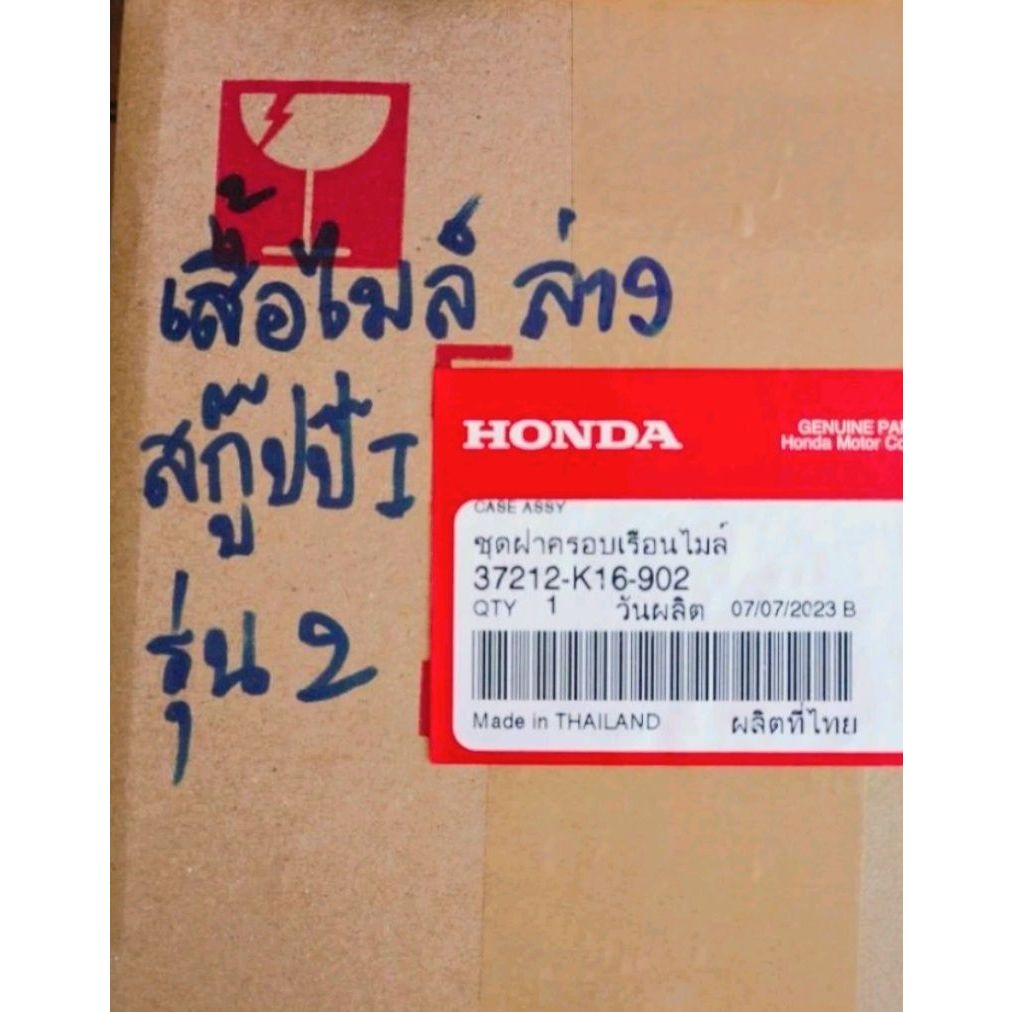 เสื้อไมล์ ล่าง
สกู๊ปปี้ I
รุ่น 2
HONDA
GENUINE
Honda Motor
CASE ASSY
ชุดฝาครอบเรือนไมล์
37212-K16-902
QTY 1 วันผลิต 07/07/2023 B
Made in THAILAND ผลิตที่ไทย